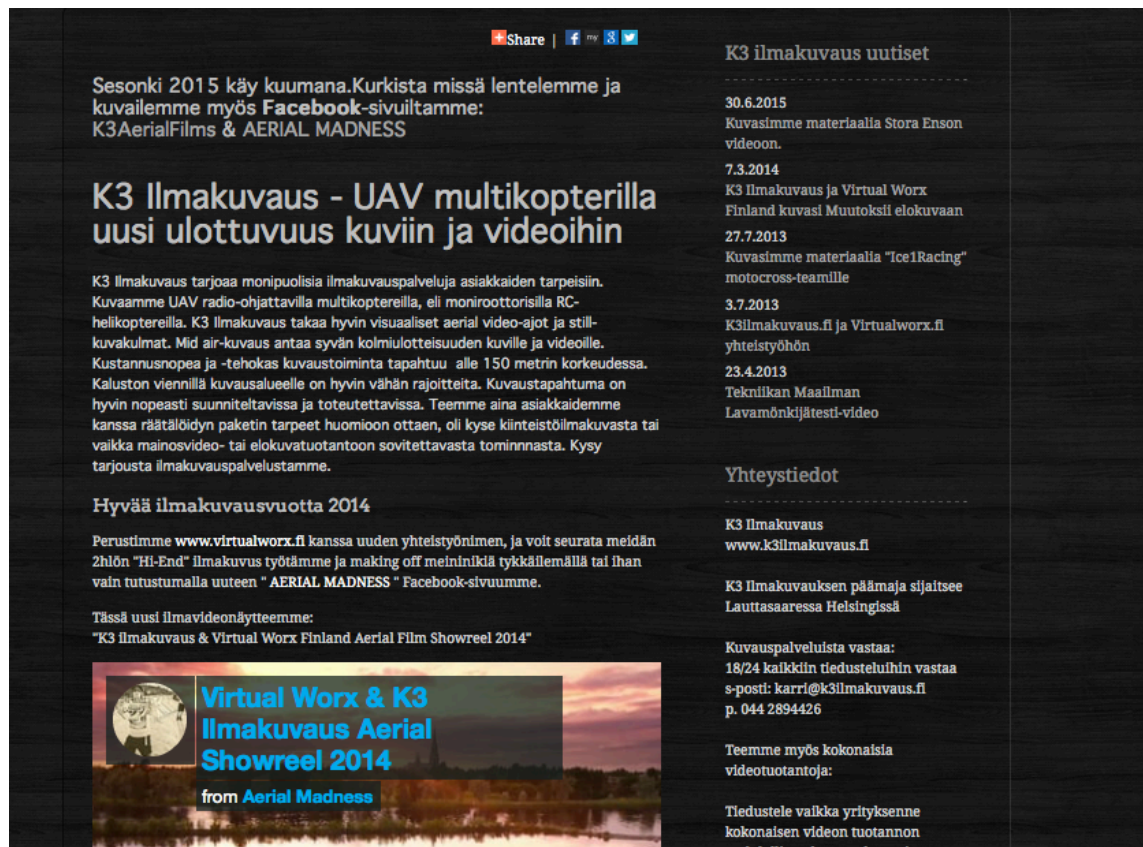 Share |
Sesonki 2015 käy kuumana.Kurkista missä lentelemme ja
kuvailemme myös Facebook-sivuiltamme:
K3AerialFilms & AERIAL MADNESS
K3 Ilmakuvaus - UAV multikopterilla
uusi ulottuvuus kuviin ja videoihin
K3 Ilmakuvaus tarjoaa monipuolisia ilmakuvauspalveluja asiakkaiden tarpeisiin.
Kuvaamme UAV radio-ohjattavilla multikoptereilla, eli moniroottorisilla RC-
helikoptereilla. K3 Ilmakuvaus takaa hyvin visuaaliset aerial video-ajot ja still-
kuvakulmat. Mid air-kuvaus antaa syvän kolmiulotteisuuden kuville ja videoille.
Kustannusnopea ja -tehokas kuvaustoiminta tapahtuu  alle 150 metrin korkeudessa.
Kaluston viennillä kuvausalueelle on hyvin vähän rajoitteita. Kuvaustapahtuma on
hyvin nopeasti suunniteltavissa ja toteutettavissa. Teemme aina asiakkaidemme
kanssa räätälöidyn paketin tarpeet huomioon ottaen, oli kyse kiinteistöilmakuvasta tai
vaikka mainosvideo- tai elokuvatuotantoon sovitettavasta tominnnasta. Kysy
tarjousta ilmakuvauspalvelustamme.
Hyvää ilmakuvausvuotta 2014
Perustimme www.virtualworx.fi kanssa uuden yhteistyönimen, ja voit seurata meidän
2hlön "Hi-End" ilmakuvus työtämme ja making off meininikiä tykkäilemällä tai ihan
vain tutustumalla uuteen " AERIAL MADNESS " Facebook-sivuumme.
Tässä uusi ilmavideonäytteemme:
"K3 ilmakuvaus & Virtual Worx Finland Aerial Film Showreel 2014"
Virtual Worx & K3
Ilmakuvaus Aerial
Showreel 2014
from Aerial Madness
K3 ilmakuvaus uutiset
30.6.2015
Kuvasimme materiaalia Stora Enson
videoon.
7.3.2014
K3 Ilmakuvaus ja Virtual Worx
Finland kuvasi Muutoksii elokuvaan
27.7.2013
Kuvasimme materiaalia "Ice1Racing"
motocross-teamille
3.7.2013
K3ilmakuvaus.fi ja Virtualworx.fi
yhteistyöhön
23.4.2013
Tekniikan Maailman
Lavamönkijätesti-video
Yhteystiedot
K3 Ilmakuvaus
www.k3ilmakuvaus.fi
K3 Ilmakuvauksen päämaja sijaitsee
Lauttasaaressa Helsingissä
Kuvauspalveluista vastaa:
18/24 kaikkiin tiedusteluihin vastaa
s-posti: karri@k3ilmakuvaus.fi
p. 044 2894426
Teemme myös kokonaisia
videotuotantoja:
Tiedustele vaikka yrityksenne
kokonaisen videon tuotannon